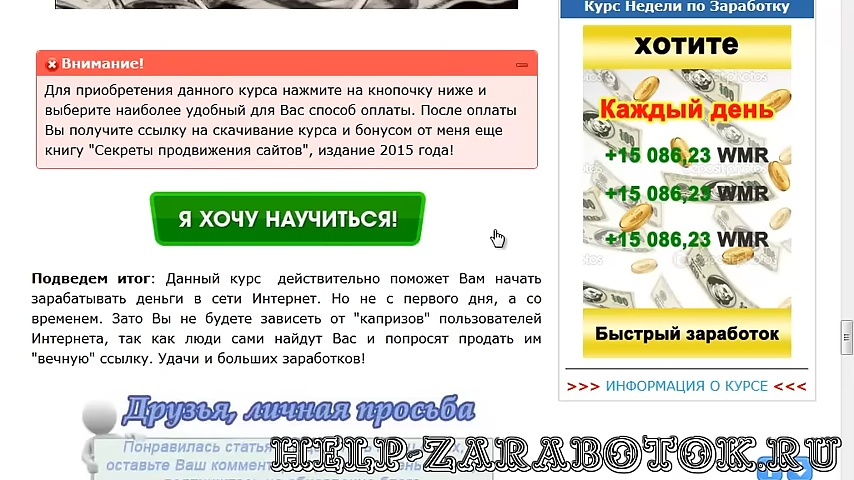 Курс Недели по Заработку
Внимание!
Для приобретения данного курса нажмите на кнопочку ниже и
выберите наиболее удобный для Вас способ оплаты. После оплаты
Вы получите ссылку на скачивание курса и бонусом от меня еще
книгу "Секреты продвижения сайтов", издание 2015 года!
Я ХОЧУ НАУЧИТЬСЯ!
Подведем итог: Данный курс действительно поможет Вам начать
зарабатывать деньги в сети Интернет. Но не с первого дня, а со
временем. Зато Вы не будете зависеть от "капризов" пользователей
Интернета, так как люди сами найдут Вас и попросят продать им
"вечную" ссылку. Удачи и больших заработков!
хотите
Каждый день
+15 086,23 WMR
+15 086,23 WMR
+15 086,23 WMR
Быстрый заработок
>>> ИНФОРМАЦИЯ О КУРСЕ <<<
Друзья, личная просьба
Понравилась статья
оставьте Ваш
HELP-ZARABOTOK.RU